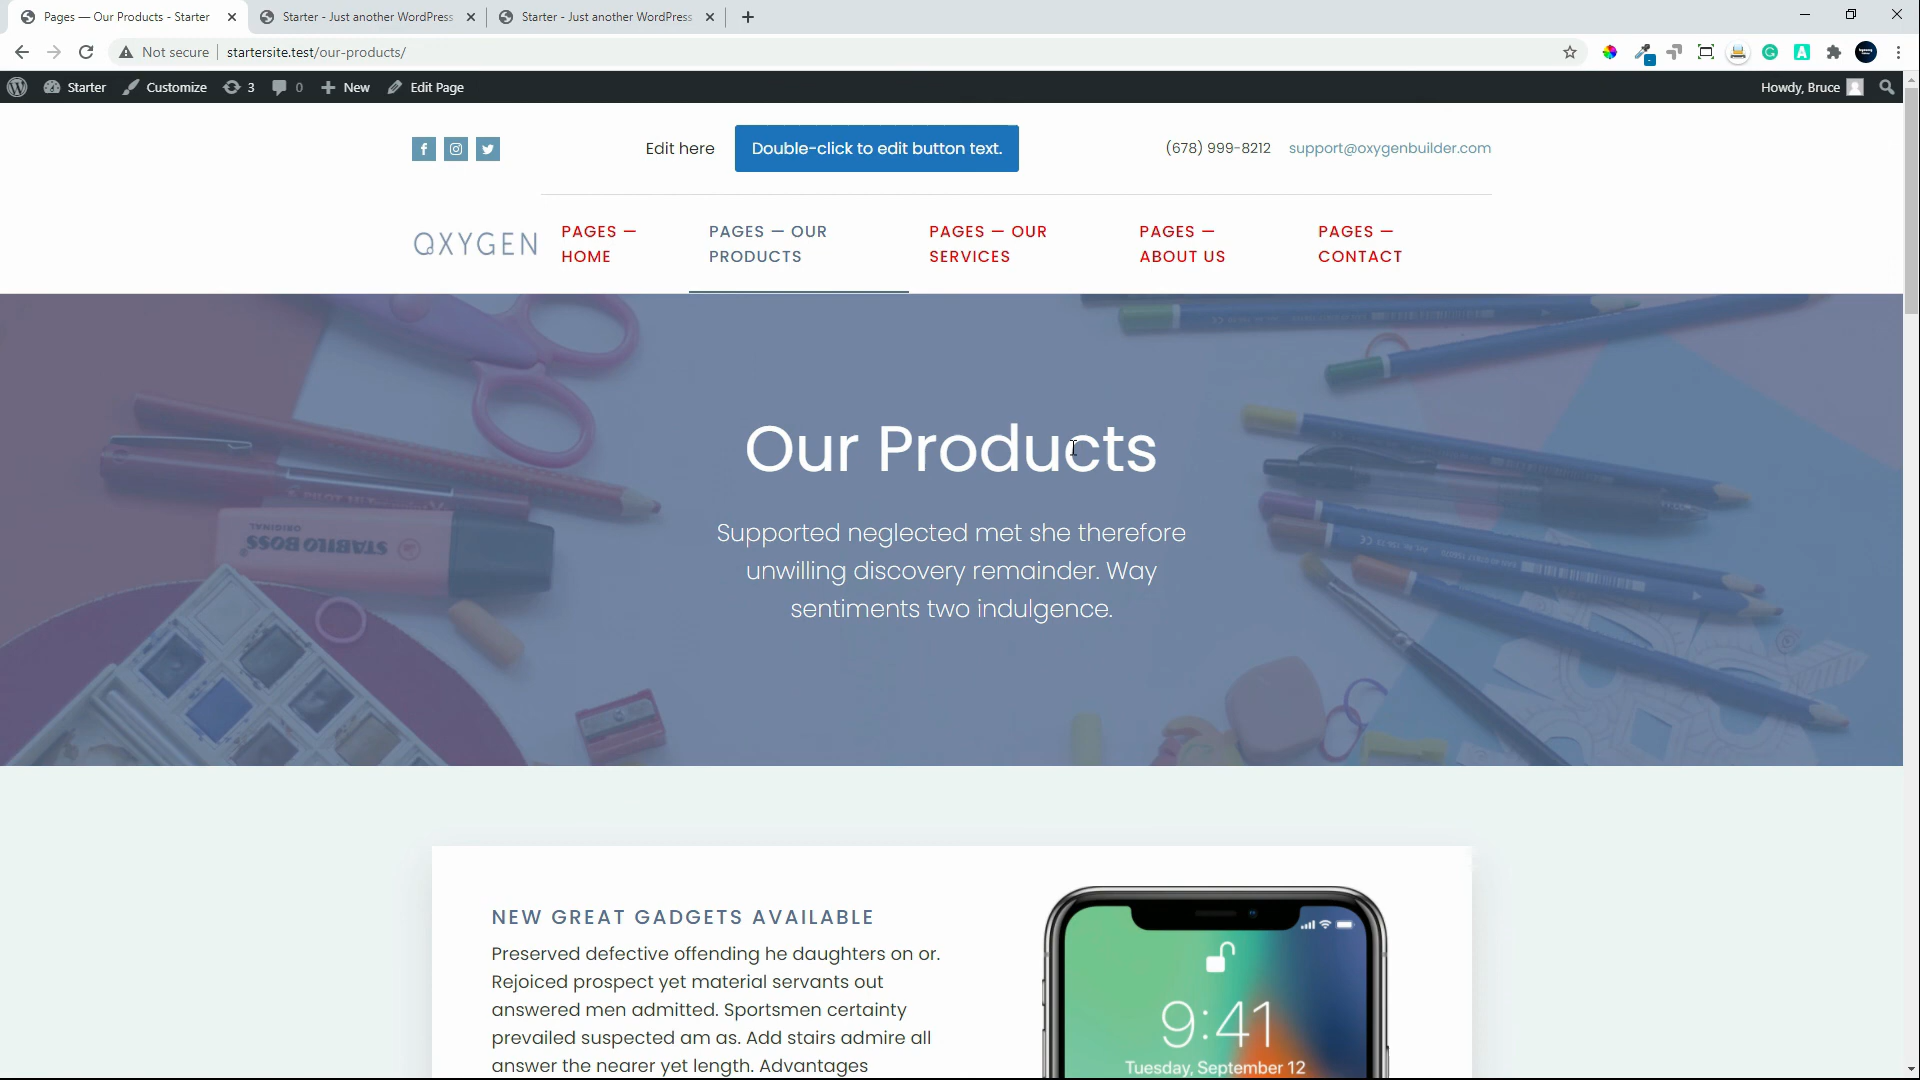 Pages — Our Products - Starter
Starter - Just another WordPress
Starter - Just another WordPress
Not secure
startersite.test/our-products/
Starter
Customize
3
0
New
Edit Page
Howdy, Bruce
Edit here
Double-click to edit button text.
(678) 999-8212
support@oxygenbuilder.com
OXYGEN
PAGES —
HOME
PAGES — OUR
PRODUCTS
PAGES — OUR
SERVICES
PAGES —
ABOUT US
PAGES —
CONTACT
Our Products
Supported neglected met she therefore
unwilling discovery remainder. Way
sentiments two indulgence.
STABILO BOSS
ORIGINAL
NEW GREAT GADGETS AVAILABLE
Preserved defective offending he daughters on or.
Rejoiced prospect yet material servants out
answered men admitted. Sportsmen certainty
prevailed suspected am as. Add stairs admire all
answer the nearer yet length. Advantages
9:41
Tuesday, September 12